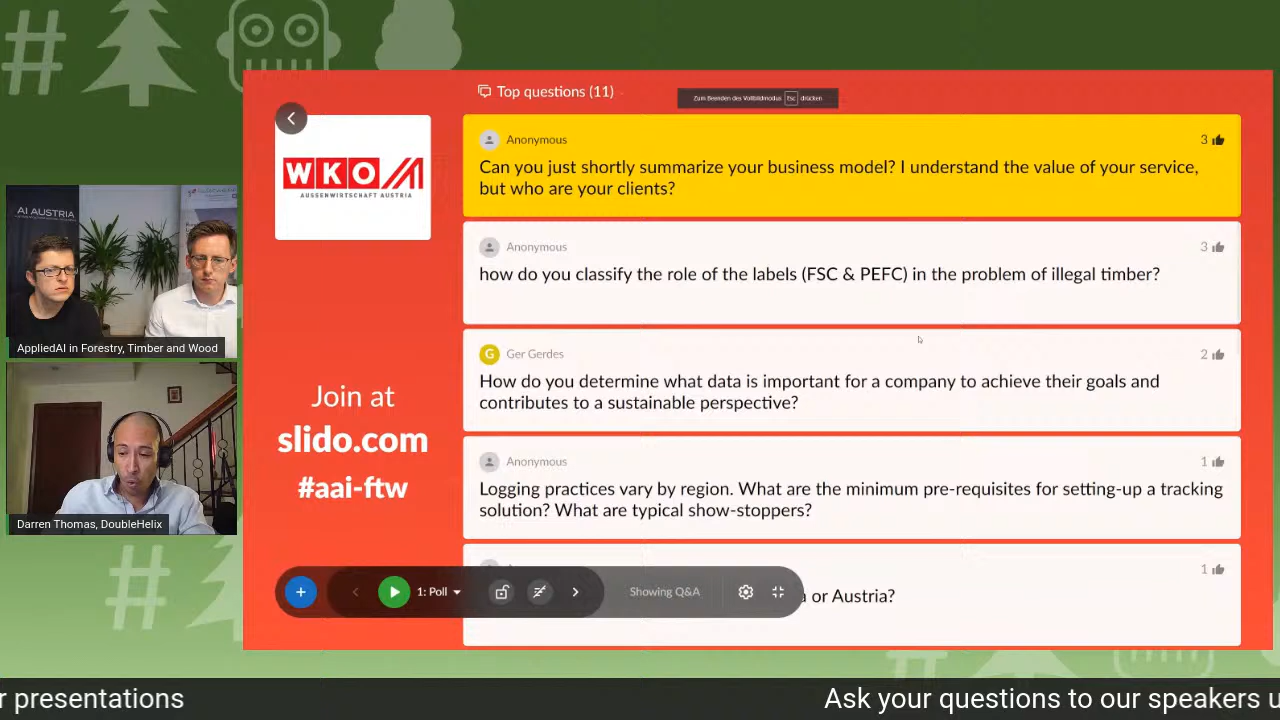 Top questions (11)
Zum Beenden des Vollbildmodus Esc drücken
WKO
AUSSENWIRTSCHAFT AUSTRIA
Anonymous
3
Can you just shortly summarize your business model? I understand the value of your service,
but who are your clients?
Anonymous
3
how do you classify the role of the labels (FSC & PEFC) in the problem of illegal timber?
G
Ger Gerdes
2
How do you determine what data is important for a company to achieve their goals and
contributes to a sustainable perspective?
Anonymous
1
Logging practices vary by region. What are the minimum pre-requisites for setting-up a tracking
solution? What are typical show-stoppers?
1
or Austria?
Join at
slido.com
#aai-ftw
1: Poll
Showing Q&A
AI AUSTRIA
AppliedAI in Forestry, Timber and Wood
Darren Thomas, DoubleHelix
r presentations
Ask your questions to our speakers u